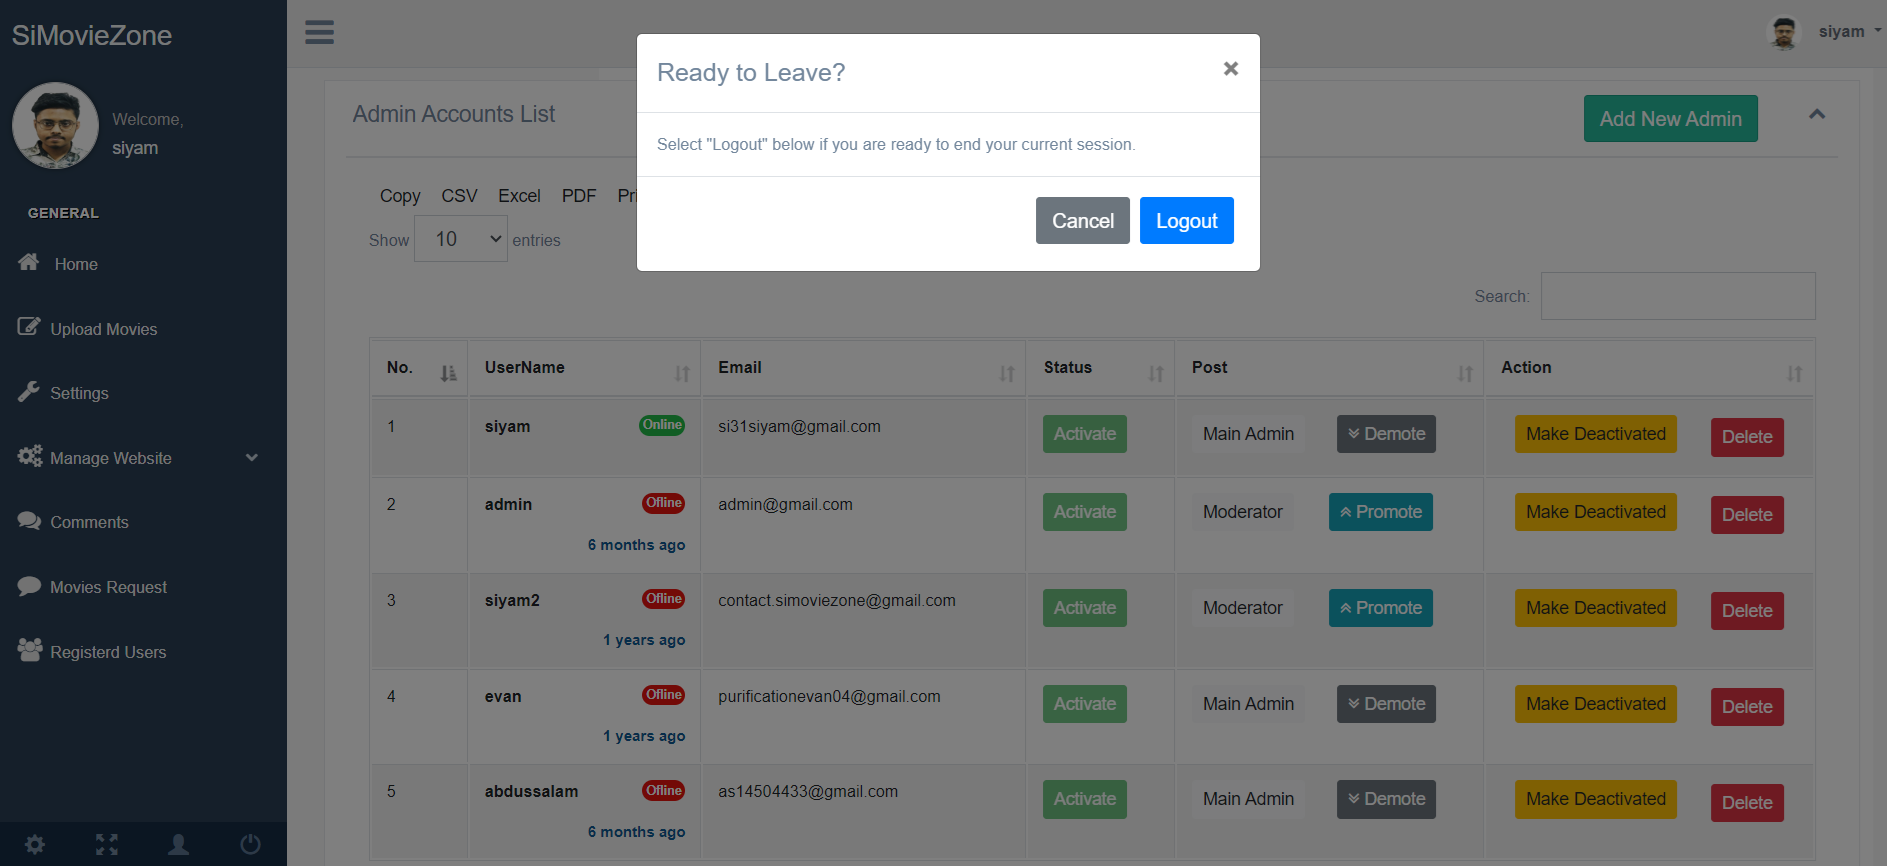 SiMovieZone
Welcome,
siyam
GENERAL
Home
Upload Movies
Settings
Manage Website
Comments
Movies Request
Registerd Users
siyam
Ready to Leave?
Select "Logout" below if you are ready to end your current session.
Cancel Logout
Admin Accounts List
Add New Admin
Copy CSV Excel PDF
Show 10 entries
Search:
No. UserName Email Status Post Action
1 siyam Online si31siyam@gmail.com Activate Main Admin Demote Make Deactivated Delete
2 admin Ofline admin@gmail.com Activate Moderator Promote Make Deactivated Delete
6 months ago
3 siyam2 Ofline contact.simoviezone@gmail.com Activate Moderator Promote Make Deactivated Delete
1 years ago
4 evan Ofline purificationevan04@gmail.com Activate Main Admin Demote Make Deactivated Delete
1 years ago
5 abdussalam Ofline as14504433@gmail.com Activate Main Admin Demote Make Deactivated Delete
6 months ago